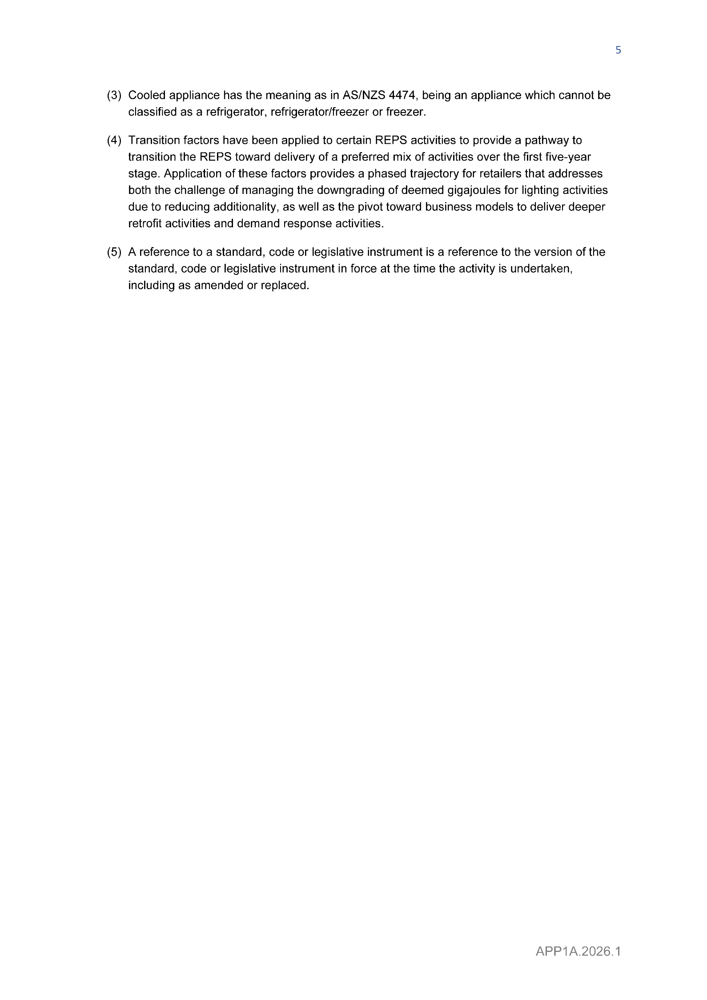 5
(3) Cooled appliance has the meaning as in AS/NZS 4474, being an appliance which cannot be
classified as a refrigerator, refrigerator/freezer or freezer.
(4) Transition factors have been applied to certain REPS activities to provide a pathway to
transition the REPS toward delivery of a preferred mix of activities over the first five-year
stage. Application of these factors provides a phased trajectory for retailers that addresses
both the challenge of managing the downgrading of deemed gigajoules for lighting activities
due to reducing additionality, as well as the pivot toward business models to deliver deeper
retrofit activities and demand response activities.
(5) A reference to a standard, code or legislative instrument is a reference to the version of the
standard, code or legislative instrument in force at the time the activity is undertaken,
including as amended or replaced.
APP1A.2026.1